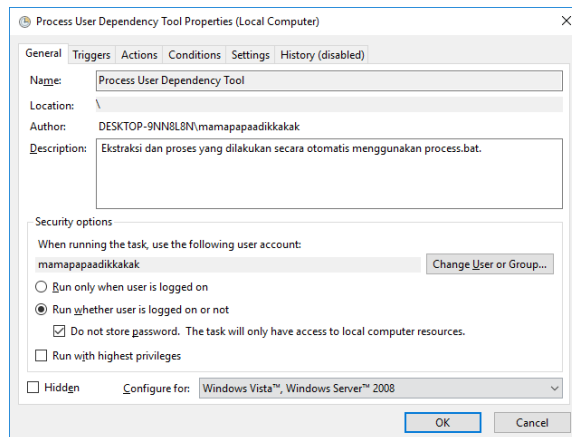 Process User Dependency Tool Properties (Local Computer)
General Triggers Actions Conditions Settings History (disabled)
Name: Process User Dependency Tool
Location: \
Author: DESKTOP-9NN8L8N\mamapapaadikkakak
Description: Ekstraksi dan proses yang dilakukan secara otomatis menggunakan process.bat.
Security options
When running the task, use the following user account:
mamapapaadikkakak Change User or Group...
Run only when user is logged on
Run whether user is logged on or not
Do not store password. The task will only have access to local computer resources.
Run with highest privileges
Hidden Configure for: Windows Vista™, Windows Server™ 2008
OK Cancel